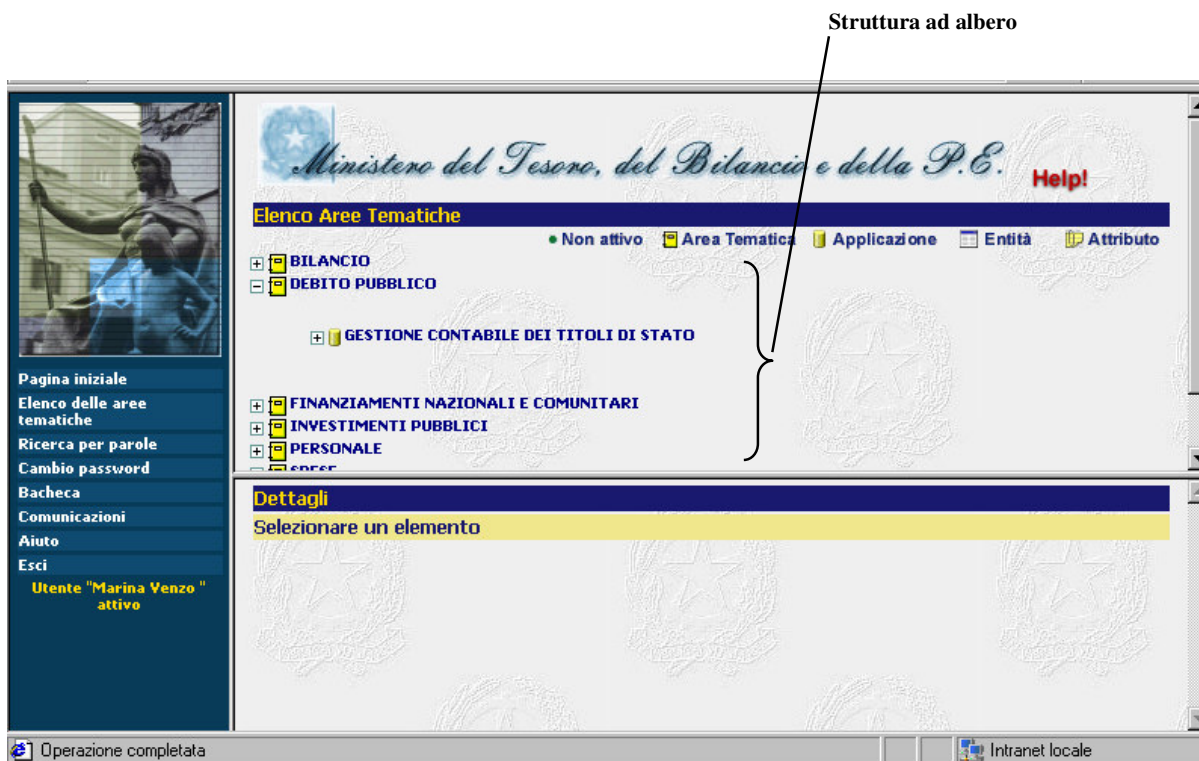 Struttura ad albero
Ministero del Tesoro, del Bilancio e della P.E.
Help!
Elenco Aree Tematiche
Non attivo Area Tematica Applicazione Entità Attributo
BILANCIO
DEBITO PUBBLICO
GESTIONE CONTABILE DEI TITOLI DI STATO
FINANZIAMENTI NAZIONALI E COMUNITARI
INVESTIMENTI PUBBLICI
PERSONALE
SPESE
Pagina iniziale
Elenco delle aree
tematiche
Ricerca per parole
Cambio password
Bacheca
Comunicazioni
Aiuto
Esci
Utente "Marina Venzo "
attivo
Dettagli
Selezionare un elemento
Operazione completata
Intranet locale